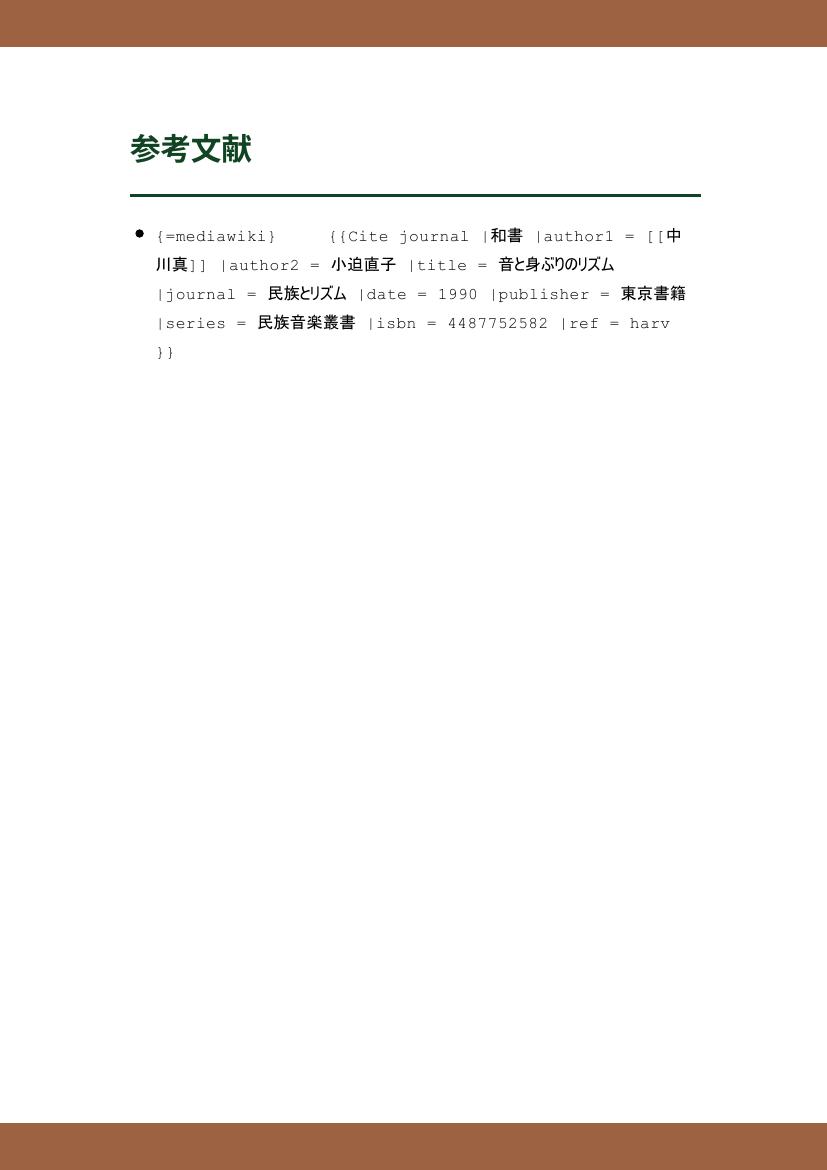 参考文献
● {=mediawiki} {{Cite journal |和書 |author1 = [[中
川真]] |author2 = 小迫直子 |title = 音と身ぶりのリズム
|journal = 民族とリズム |date = 1990 |publisher = 東京書籍
|series = 民族音楽叢書 |isbn = 4487752582 |ref = harv
}}